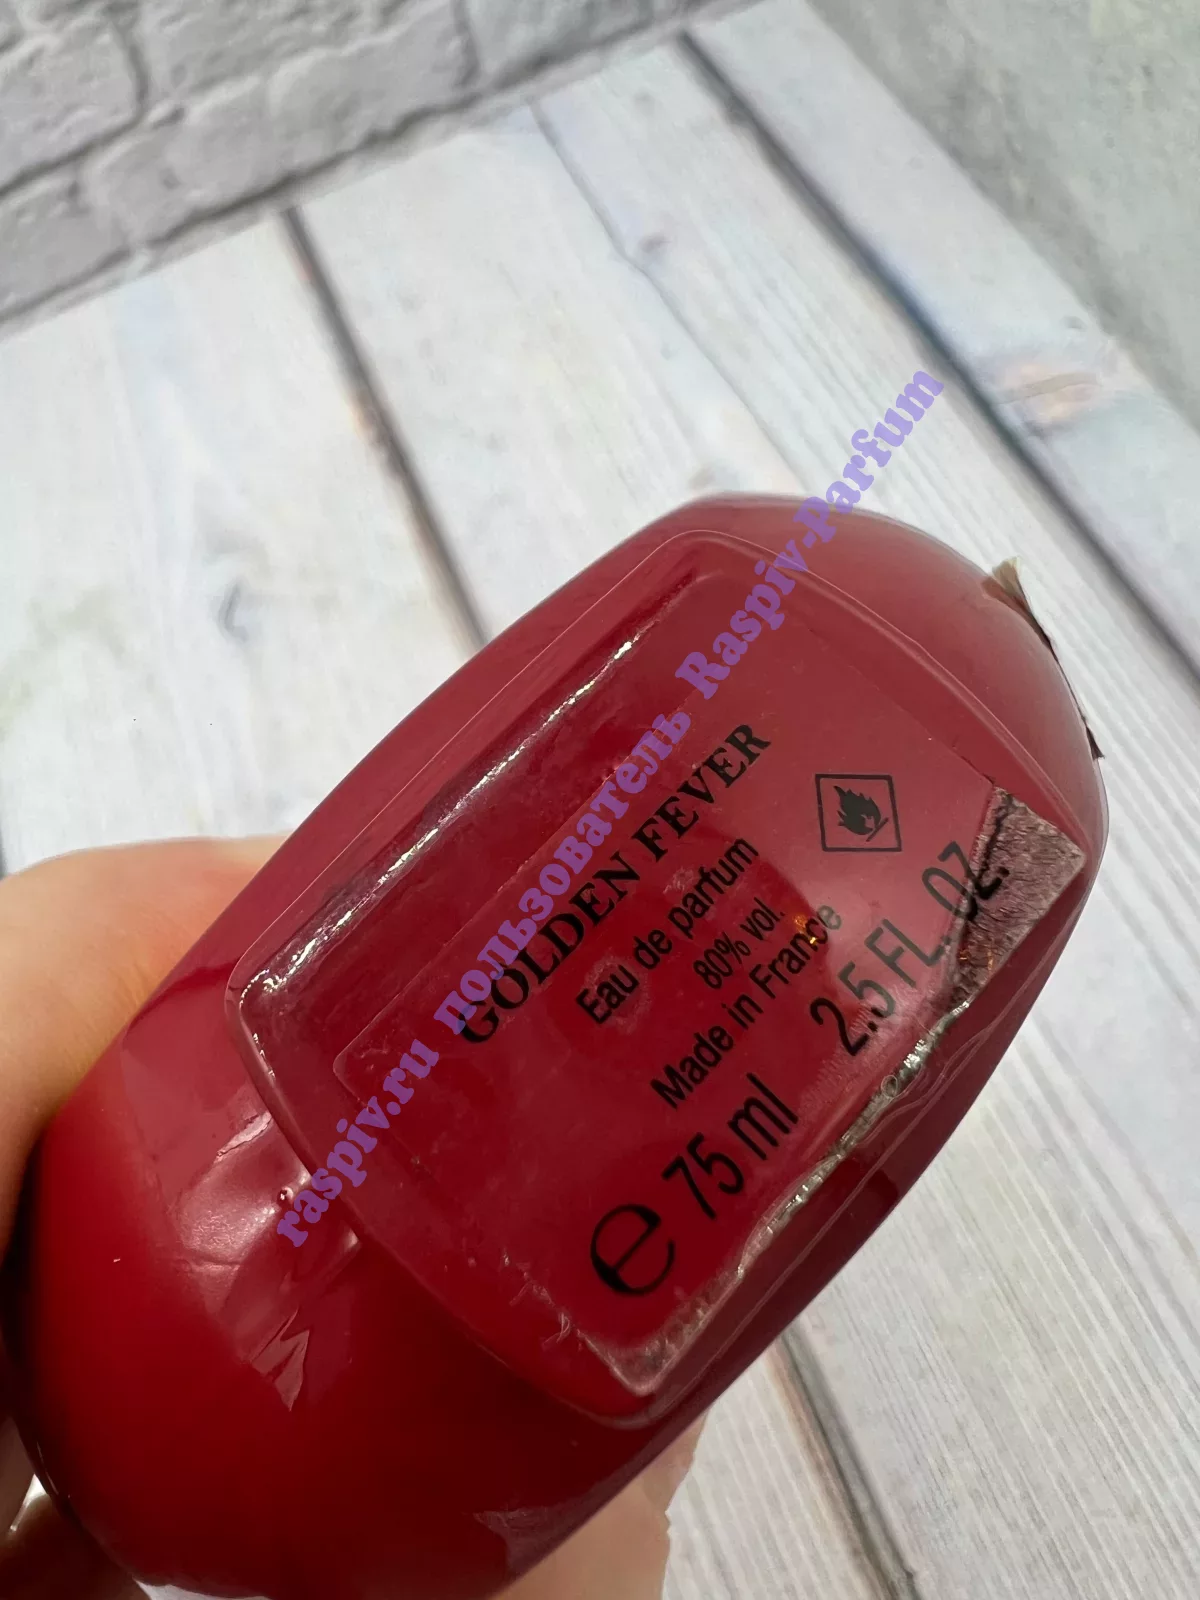 GOLDEN FEVER
Eau de parfum
80% vol.
Made in France
e 75 ml 2.5 FL.OZ.
raspiv.ru пользователь Raspiv-Parfum